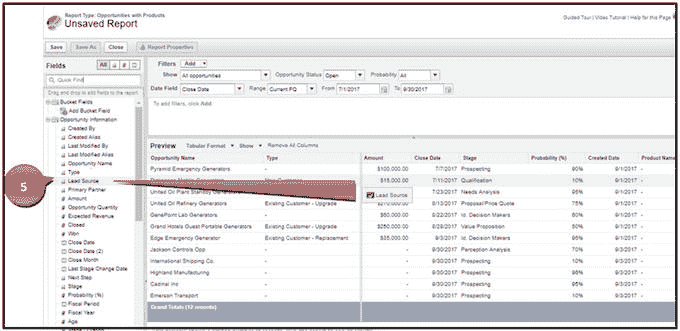 Report Type: Opportunities with Products
Unsaved Report
Guided Tour | Video Tutorial | Help for this Page
Save Save As Close Report Properties
Fields All
Quick Find
Drag and drop to add fields to the report.
Bucket Fields
Add Bucket Field
Opportunity Information
Created By
Created Alias
Last Modified By
Last Modified Alias
Opportunity Name
Type
Lead Source
Primary Partner
Amount
Opportunity Quantity
Expected Revenue
Closed
Won
Close Date
Close Date (2)
Close Month
Last Stage Change Date
Next Step
Stage
Probability (%)
Fiscal Period
Fiscal Year
Age
5
Filters Add
Show All opportunities Opportunity Status Open Probability All
Date Field Close Date Range Current FQ From 7/1/2017 To 9/30/2017
To add filters, click Add.
Preview Tabular Format Show Remove All Columns
Opportunity Name Type Amount Close Date Stage Probability (%) Created Date Product Name
Pyramid Emergency Generators - $100,000.00 7/7/2017 Prospecting 90% 9/1/2017 -
7/11/2017 Qualification 10% 9/1/2017 -
United Oil Plant Standby Generators Lead Source 7/23/2017 Needs Analysis 95% 9/1/2017 -
United Oil Refinery Generators Existing Customer - Upgrade $270,000.00 8/13/2017 Proposal/Price Quote 75% 9/1/2017 -
GenePoint Lab Generators - $60,000.00 8/22/2017 Id. Decision Makers 60% 9/1/2017 -
Grand Hotels Guest Portable Generators Existing Customer - Upgrade $250,000.00 8/28/2017 Value Proposition 50% 9/1/2017 -
Edge Emergency Generator Existing Customer - Replacement $35,000.00 9/3/2017 Id. Decision Makers 95% 9/1/2017 -
Jackson Controls Opp - - 9/30/2017 Perception Analysis 70% 9/3/2017 -
International Shipping Co. - - 9/30/2017 Prospecting 10% 9/3/2017 -
Highland Manufacturing - - 9/30/2017 Prospecting 95% 9/3/2017 -
Cadinal Inc - - 9/30/2017 Prospecting 95% 9/3/2017 -
Emerson Transport - - 9/30/2017 Prospecting 10% 9/3/2017 -
Grand Totals (12 records)